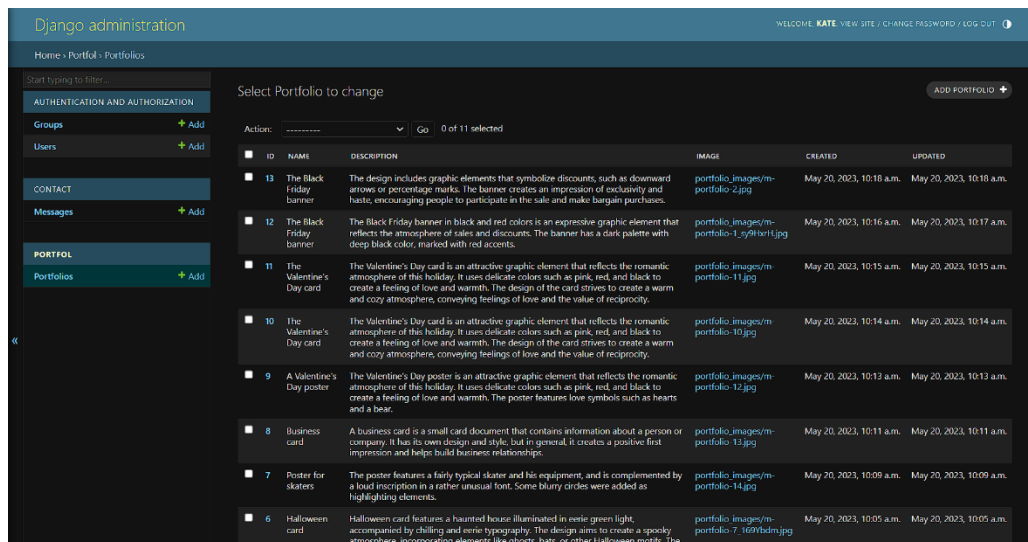 Django administration
WELCOME, KATE. VIEW SITE / CHANGE PASSWORD / LOG OUT
Home › Portfol › Portfolios
Start typing to filter...
AUTHENTICATION AND AUTHORIZATION
Groups + Add
Users + Add
CONTACT
Messages + Add
PORTFOL
Portfolios + Add
«
Select Portfolio to change
ADD PORTFOLIO +
Action: --------- Go 0 of 11 selected
ID NAME DESCRIPTION IMAGE CREATED UPDATED
13 The Black The design includes graphic elements that symbolize discounts, such as downward portfolio_images/m- May 20, 2023, 10:18 a.m. May 20, 2023, 10:18 a.m.
Friday arrows or percentage marks. The banner creates an impression of exclusivity and portfolio-2.jpg
banner haste, encouraging people to participate in the sale and make bargain purchases.
12 The Black The Black Friday banner in black and red colors is an expressive graphic element that portfolio_images/m- May 20, 2023, 10:16 a.m. May 20, 2023, 10:17 a.m.
Friday reflects the atmosphere of sales and discounts. The banner has a dark palette with portfolio-1_sy9HxrH.jpg
banner deep black color, marked with red accents.
11 The The Valentine's Day card is an attractive graphic element that reflects the romantic portfolio_images/m- May 20, 2023, 10:15 a.m. May 20, 2023, 10:15 a.m.
Valentine's atmosphere of this holiday. It uses delicate colors such as pink, red, and black to portfolio-11.jpg
Day card create a feeling of love and warmth. The design of the card strives to create a warm
and cozy atmosphere, conveying feelings of love and the value of reciprocity.
10 The The Valentine's Day card is an attractive graphic element that reflects the romantic portfolio_images/m- May 20, 2023, 10:14 a.m. May 20, 2023, 10:14 a.m.
Valentine's atmosphere of this holiday. It uses delicate colors such as pink, red, and black to portfolio-10.jpg
Day card create a feeling of love and warmth. The design of the card strives to create a warm
and cozy atmosphere, conveying feelings of love and the value of reciprocity.
9 A Valentine's The Valentine's Day poster is an attractive graphic element that reflects the romantic portfolio_images/m- May 20, 2023, 10:13 a.m. May 20, 2023, 10:13 a.m.
Day poster atmosphere of this holiday. It uses delicate colors such as pink, red, and black to portfolio-12.jpg
create a feeling of love and warmth. The poster features love symbols such as hearts
and a bear.
8 Business A business card is a small card document that contains information about a person or portfolio_images/m- May 20, 2023, 10:11 a.m. May 20, 2023, 10:11 a.m.
card company. It has its own design and style, but in general, it creates a positive first portfolio-13.jpg
impression and helps build business relationships.
7 Poster for The poster features a fairly typical skater and his equipment, and is complemented by portfolio_images/m- May 20, 2023, 10:09 a.m. May 20, 2023, 10:09 a.m.
skaters a loud inscription in a rather unusual font. Some blurry circles were added as portfolio-14.jpg
highlighting elements.
6 Halloween Halloween card features a haunted house illuminated in eerie green light, portfolio_images/m- May 20, 2023, 10:05 a.m. May 20, 2023, 10:05 a.m.
card accompanied by chilling and eerie typography. The design aims to create a spooky portfolio-7_169Ybdm.jpg
atmosphere, incorporating elements like ghosts, bats, or other Halloween motifs. The